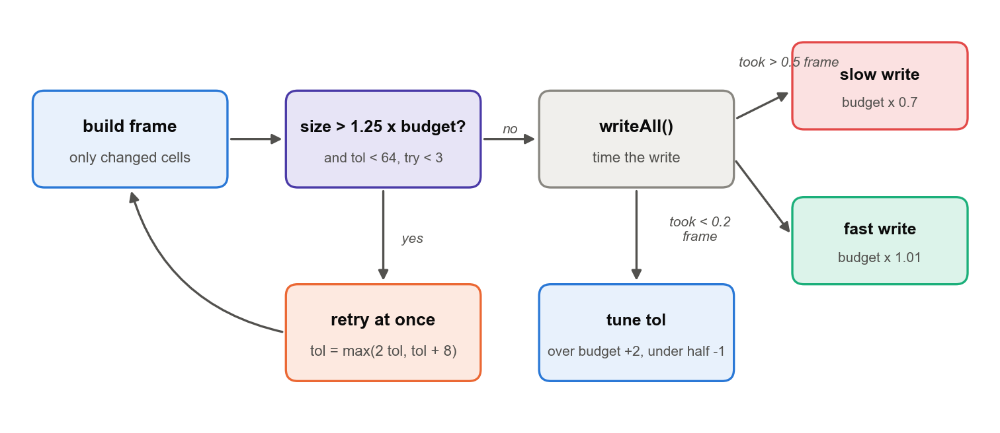 build frame
only changed cells
size > 1.25 x budget?
and tol < 64, try < 3
no
writeAll()
time the write
took > 0.5 frame
slow write
budget x 0.7
took < 0.2
frame
fast write
budget x 1.01
yes
retry at once
tol = max(2 tol, tol + 8)
tune tol
over budget +2, under half -1